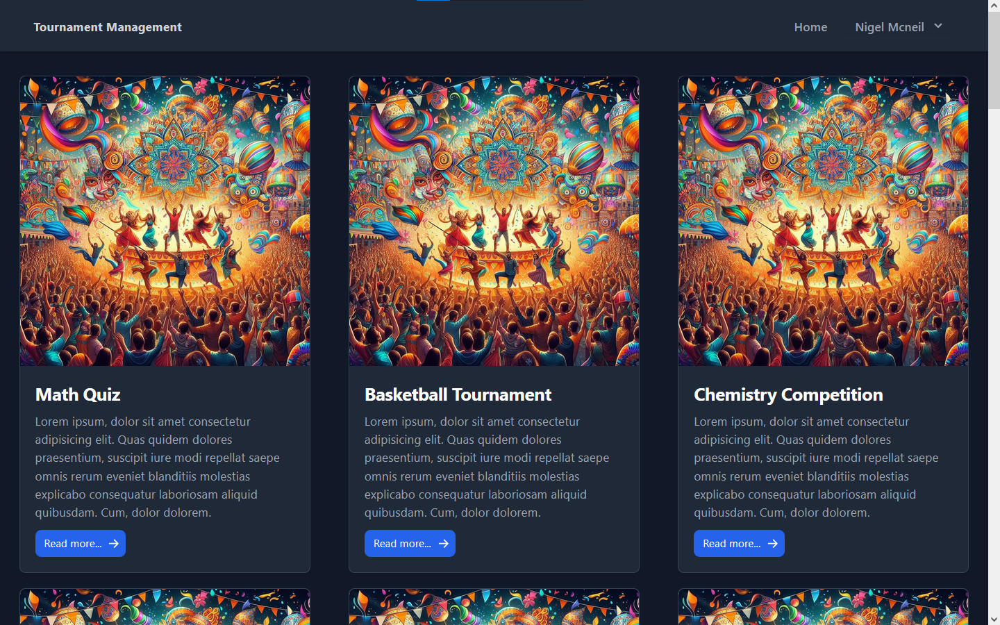 Tournament Management
Home
Nigel Mcneil
Math Quiz
Lorem ipsum, dolor sit amet consectetur
adipisicing elit. Quas quidem dolores
praesentium, suscipit iure modi repellat saepe
omnis rerum eveniet blanditiis molestias
explicabo consequatur laboriosam aliquid
quibusdam. Cum, dolor dolorem.
Read more...
Basketball Tournament
Lorem ipsum, dolor sit amet consectetur
adipisicing elit. Quas quidem dolores
praesentium, suscipit iure modi repellat saepe
omnis rerum eveniet blanditiis molestias
explicabo consequatur laboriosam aliquid
quibusdam. Cum, dolor dolorem.
Read more...
Chemistry Competition
Lorem ipsum, dolor sit amet consectetur
adipisicing elit. Quas quidem dolores
praesentium, suscipit iure modi repellat saepe
omnis rerum eveniet blanditiis molestias
explicabo consequatur laboriosam aliquid
quibusdam. Cum, dolor dolorem.
Read more...